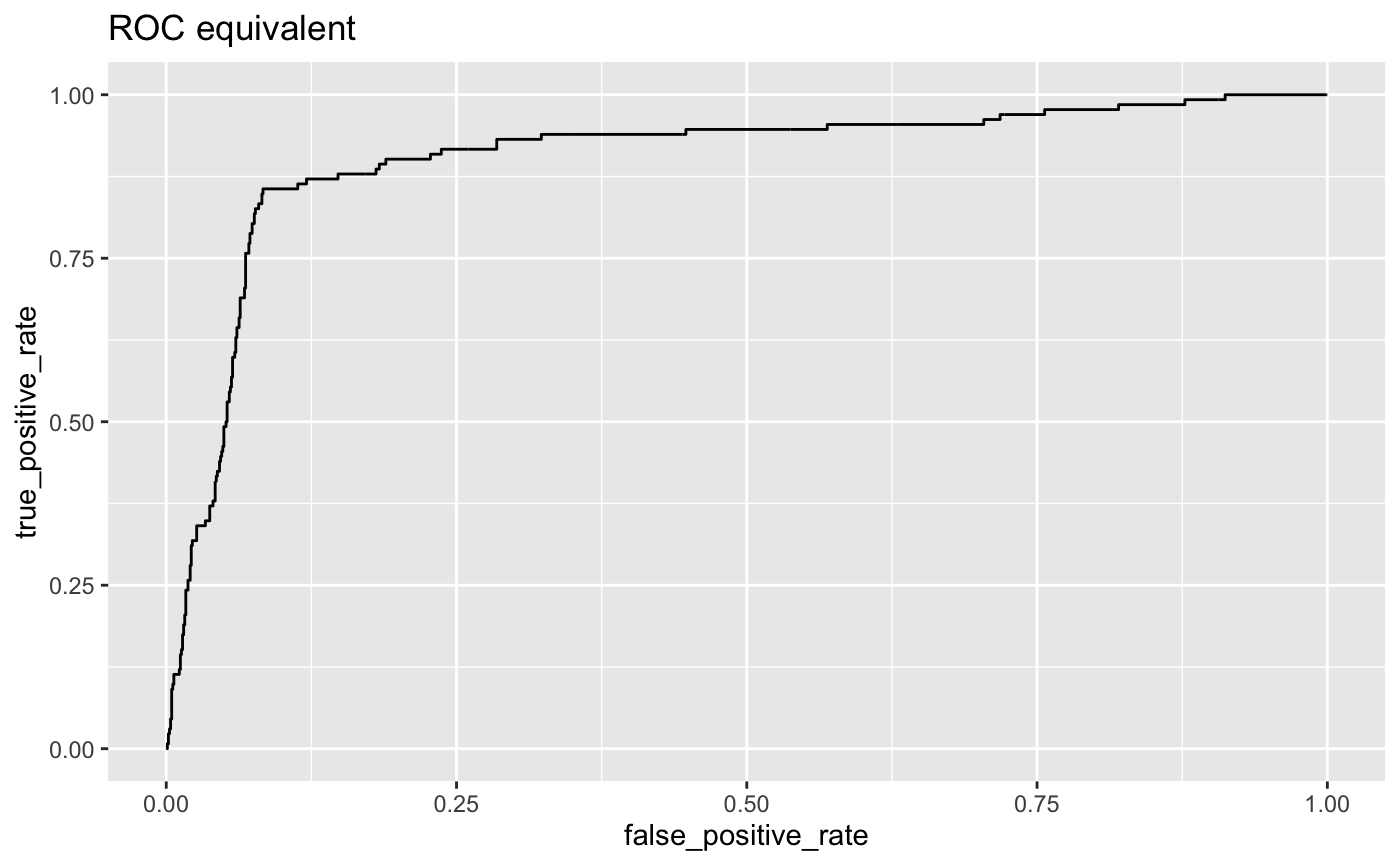 ROC equivalent
1.00
0.75
0.50
0.25
0.00
true_positive_rate
0.00 0.25 0.50 0.75 1.00
false_positive_rate